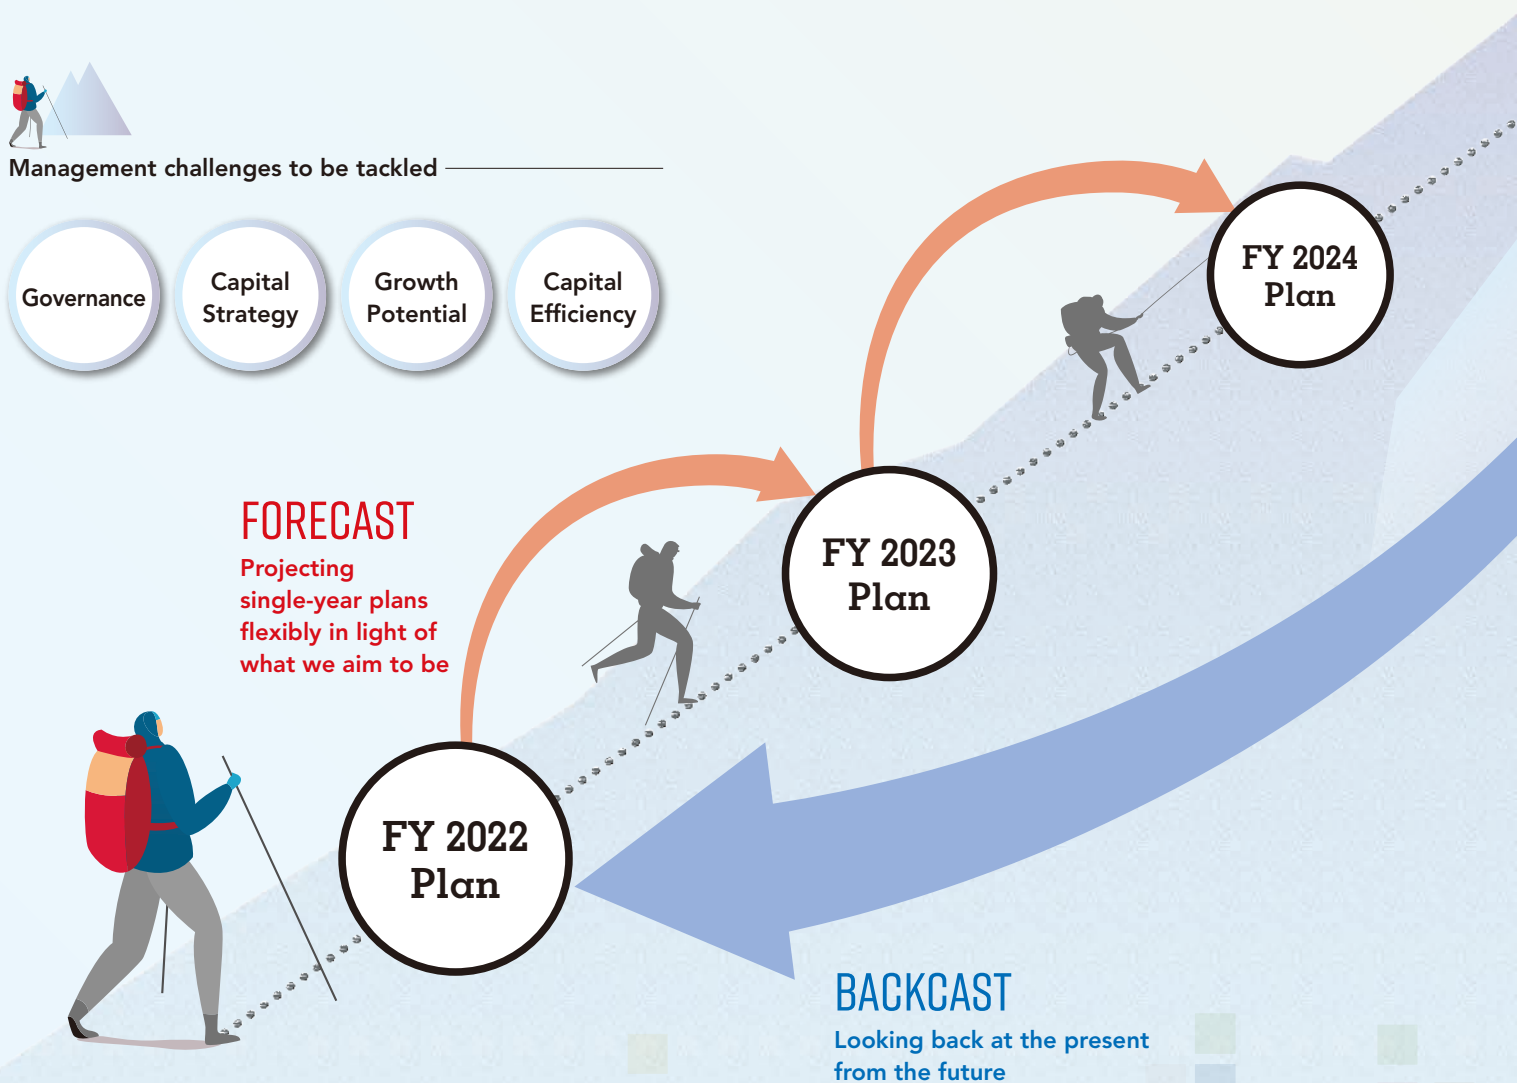 Management challenges to be tackled
Governance
Capital
Strategy
Growth
Potential
Capital
Efficiency
FY 2024
Plan
FORECAST
Projecting
single-year plans
flexibly in light of
what we aim to be
FY 2023
Plan
FY 2022
Plan
BACKCAST
Looking back at the present
from the future